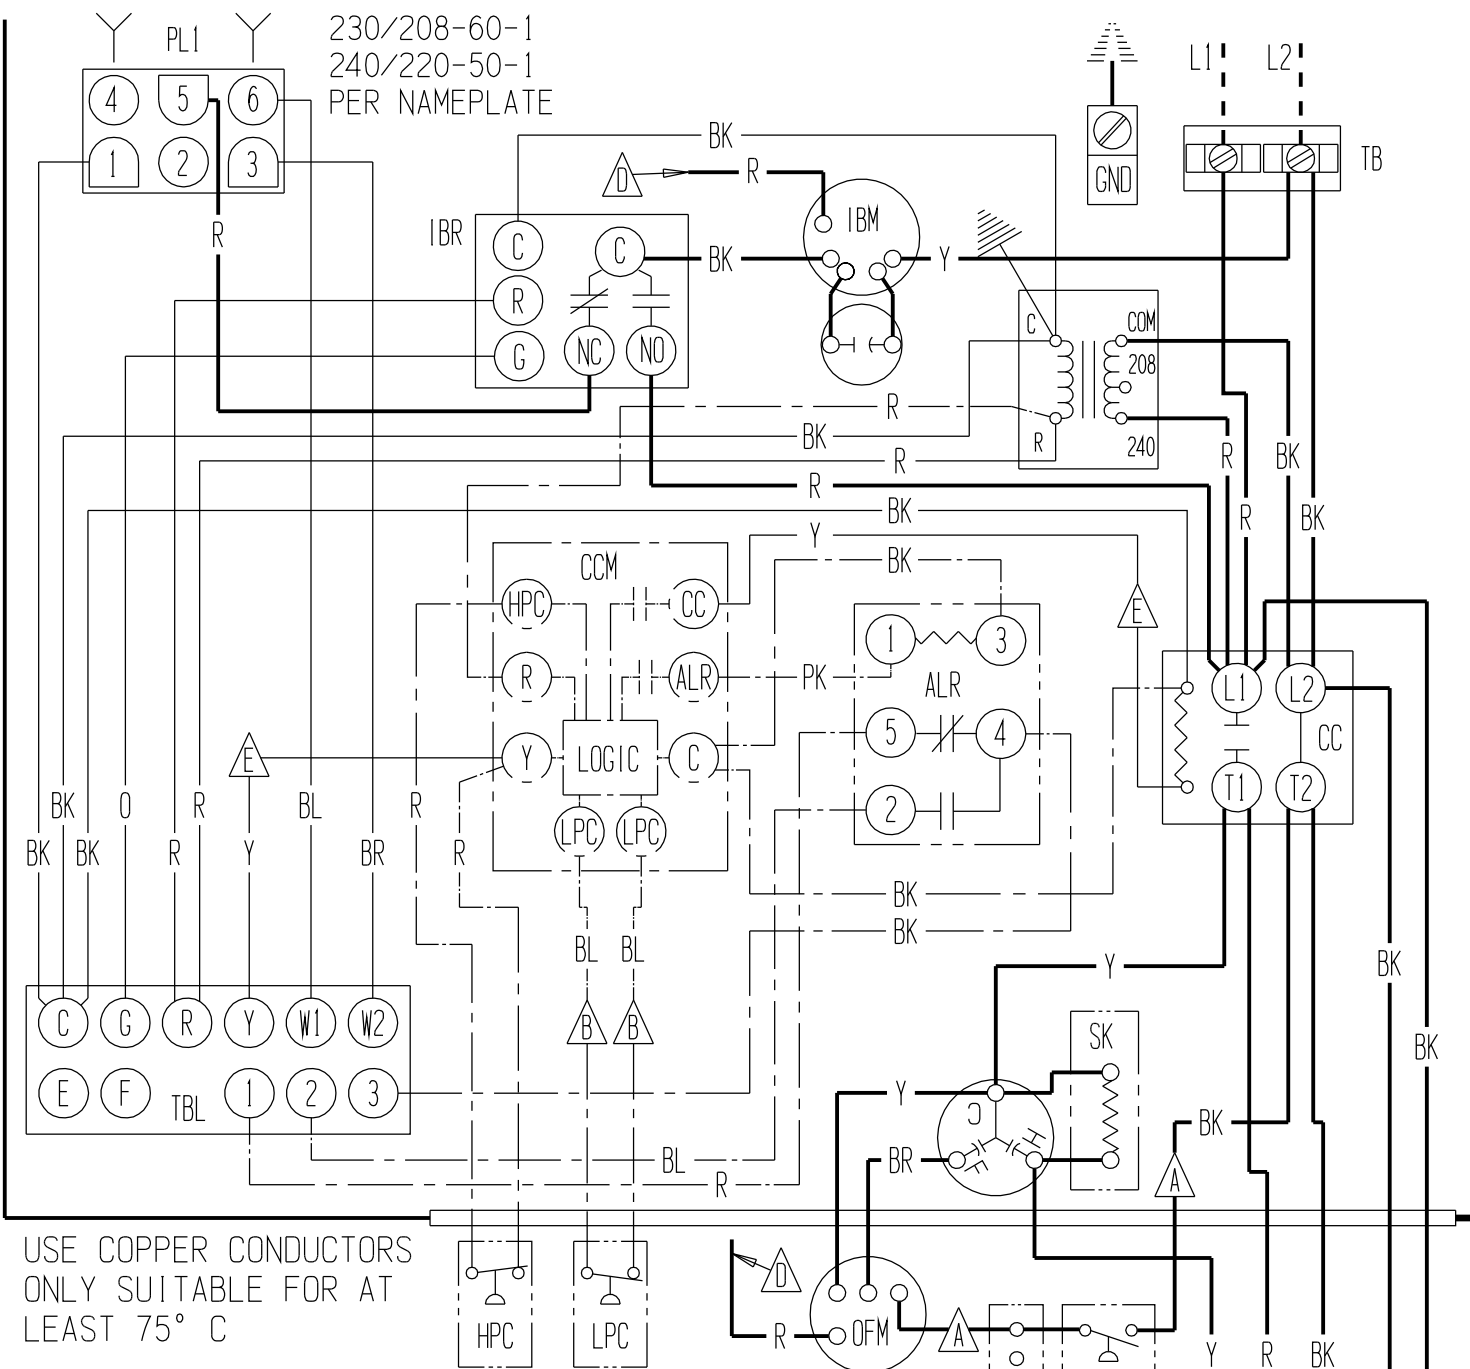 230/208-60-1
PL1
L1 L2
240/220-50-1
4 5 6
PER NAMEPLATE
BK
1 2 3
D R
GND
TB
R
IBR
C C
BK
IBM
Y
R
C COM
G NC NO
208
R
BK
R 240
R
R BK
R
R BK
BK
Y
CCM
BK
HPC CC
E
1 3
R ALR
PK
ALR
L1 L2
5 4
CC
E
Y LOGIC C
T1 T2
BK O R BL R
2
LPC LPC
BK BK R Y BR R
BK
BK
BL BL
Y
BK
C G R Y W1 W2
B B
SK
BK
E F TBL 1 2 3
Y
C
BK
BL
BR
F H
R
A
USE COPPER CONDUCTORS
ONLY SUITABLE FOR AT
LEAST 75° C
D
HPC LPC
R OFM A
Y R BK